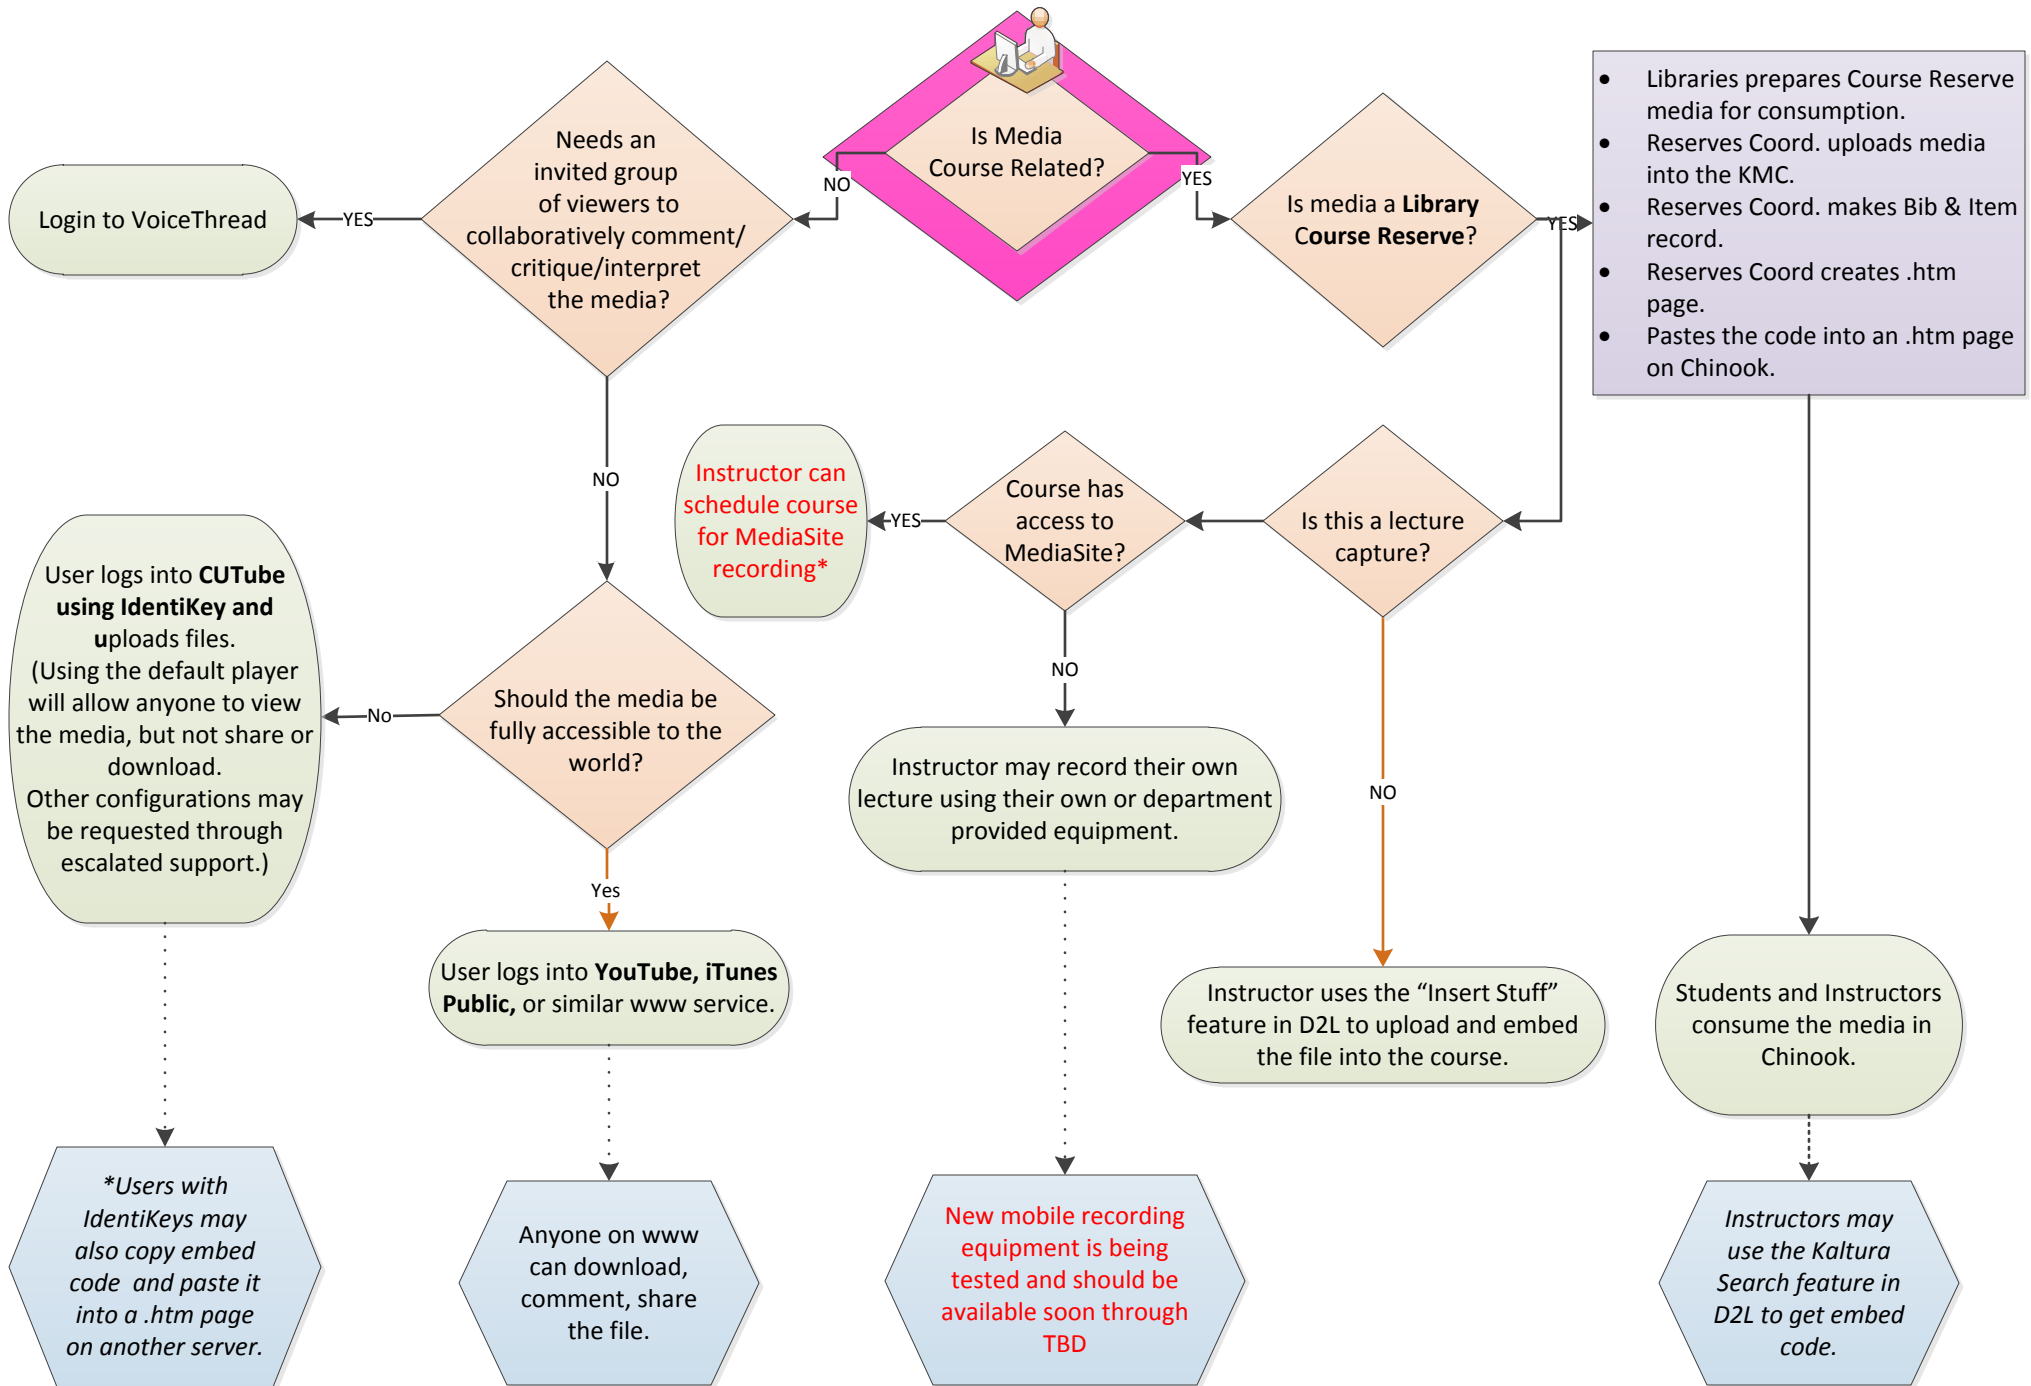 Is Media
Course Related?
NO
YES
Needs an
invited group
of viewers to
collaboratively comment/
critique/interpret
the media?
YES
Login to VoiceThread
NO
Should the media be
fully accessible to the
world?
No
User logs into CUTube
using IdentiKey and
uploads files.
(Using the default player
will allow anyone to view
the media, but not share or
download.
Other configurations may
be requested through
escalated support.)
*Users with
IdentiKeys may
also copy embed
code and paste it
into a .htm page
on another server.
Yes
User logs into YouTube, iTunes
Public, or similar www service.
Anyone on www
can download,
comment, share
the file.
Is media a Library
Course Reserve?
YES
• Libraries prepares Course Reserve
media for consumption.
• Reserves Coord. uploads media
into the KMC.
• Reserves Coord. makes Bib & Item
record.
• Reserves Coord creates .htm
page.
• Pastes the code into an .htm page
on Chinook.
Students and Instructors
consume the media in
Chinook.
Instructors may
use the Kaltura
Search feature in
D2L to get embed
code.
Is this a lecture
capture?
NO
Instructor uses the “Insert Stuff”
feature in D2L to upload and embed
the file into the course.
Course has
access to
MediaSite?
YES
Instructor can
schedule course
for MediaSite
recording*
NO
Instructor may record their own
lecture using their own or department
provided equipment.
New mobile recording
equipment is being
tested and should be
available soon through
TBD